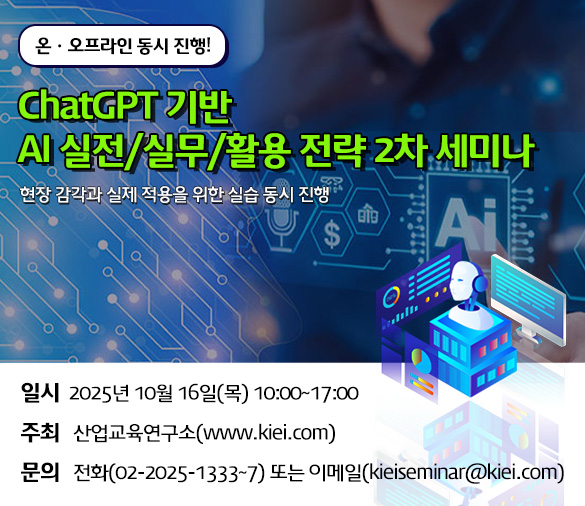 온 · 오프라인 동시 진행!
ChatGPT 기반
AI 실전/실무/활용 전략 2차 세미나
현장 감각과 실제 적용을 위한 실습 동시 진행
$
Ai
일시 2025년 10월 16일(목) 10:00~17:00
주최 산업교육연구소(www.kiei.com)
문의 전화(02-2025-1333~7) 또는 이메일(kieiseminar@kiei.com)